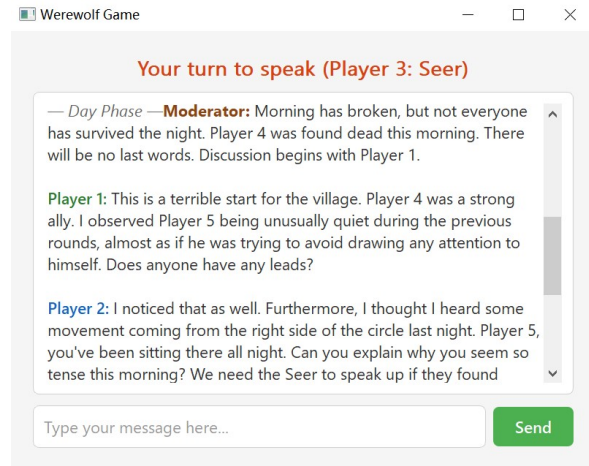 Werewolf Game
Your turn to speak (Player 3: Seer)
— Day Phase —Moderator: Morning has broken, but not everyone
has survived the night. Player 4 was found dead this morning. There
will be no last words. Discussion begins with Player 1.
Player 1: This is a terrible start for the village. Player 4 was a strong
ally. I observed Player 5 being unusually quiet during the previous
rounds, almost as if he was trying to avoid drawing any attention to
himself. Does anyone have any leads?
Player 2: I noticed that as well. Furthermore, I thought I heard some
movement coming from the right side of the circle last night. Player 5,
you've been sitting there all night. Can you explain why you seem so
tense this morning? We need the Seer to speak up if they found
Type your message here...
Send